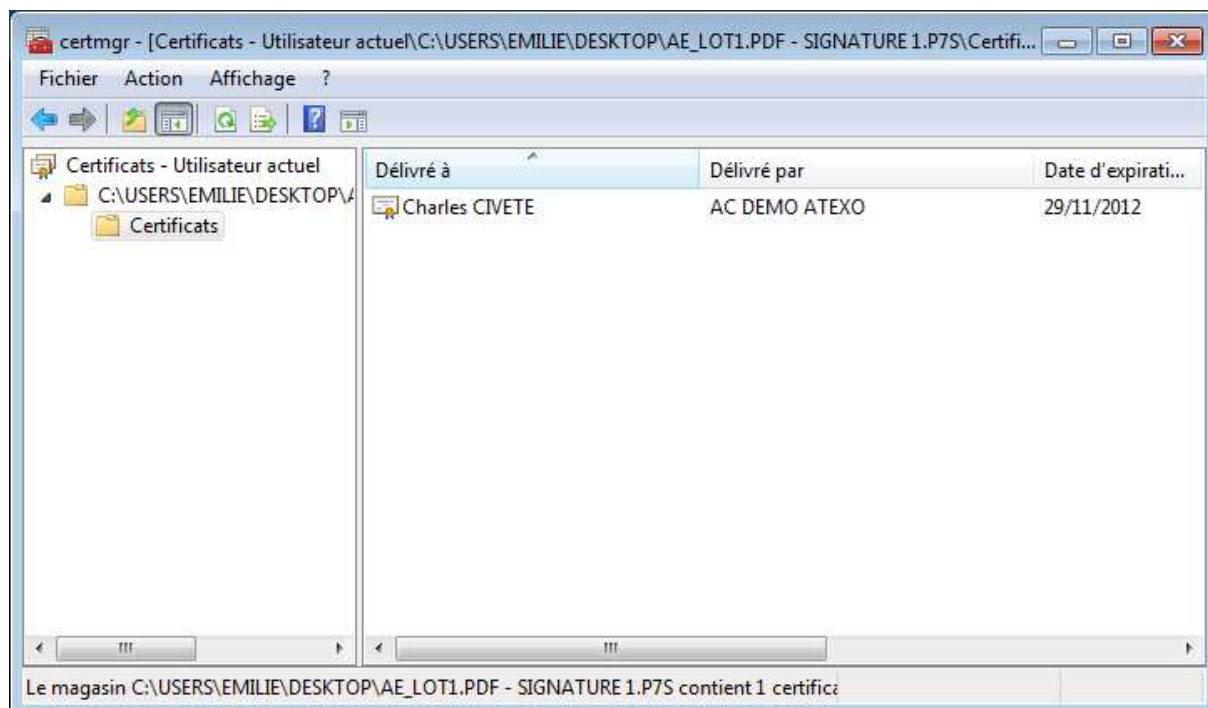 certmgr - [Certificats - Utilisateur actuel\C:\USERS\EMILIE\DESKTOP\AE_LOT1.PDF - SIGNATURE 1.P7S\Certifi...
Fichier Action Affichage ?
Certificats - Utilisateur actuel
C:\USERS\EMILIE\DESKTOP\A
Certificats
Délivré à Délivré par Date d'expirati...
Charles CIVETE AC DEMO ATEXO 29/11/2012
Le magasin C:\USERS\EMILIE\DESKTOP\AE_LOT1.PDF - SIGNATURE 1.P7S contient 1 certifica